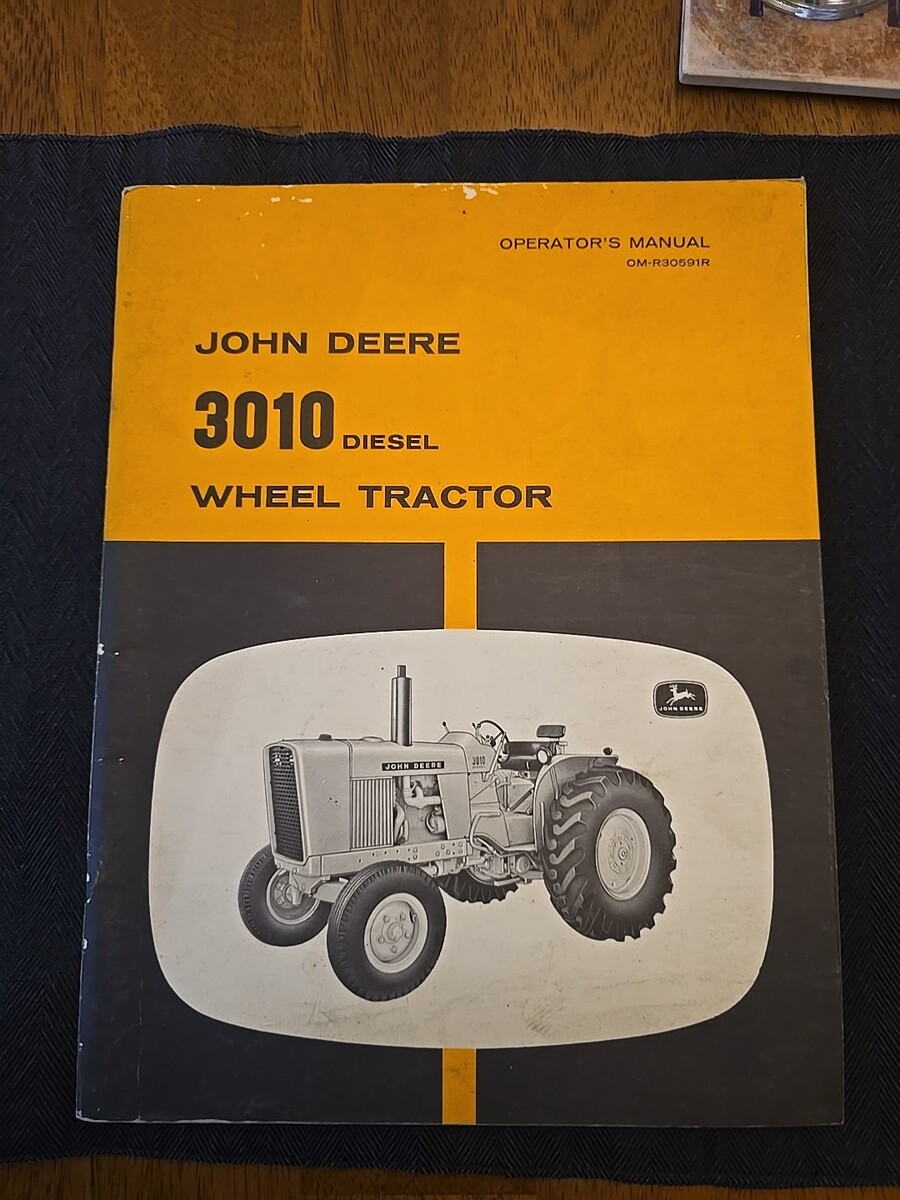 OPERATOR'S MANUAL
OM-R30591R
JOHN DEERE
3010 DIESEL
WHEEL TRACTOR
JOHN DEERE
JOHN DEERE
3010